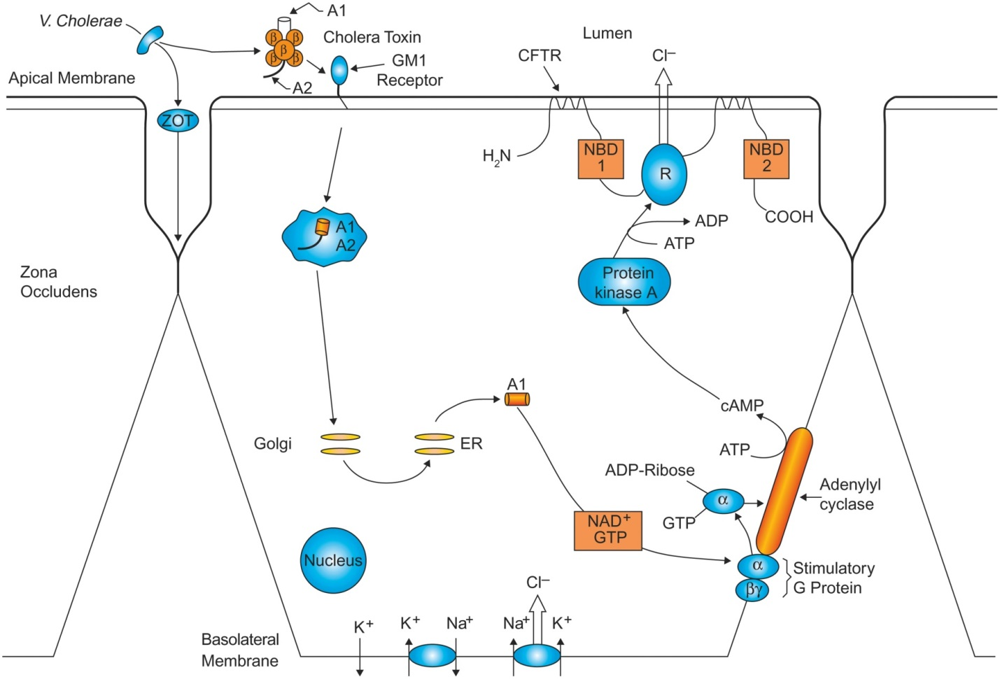 V. Cholerae
A1
Cholera Toxin
β
β
β
β
β
GM1
Receptor
A2
Lumen
CFTR
Cl–
Apical Membrane
ZOT
H2N
NBD
1
R
NBD
2
COOH
A1
A2
ADP
ATP
Protein
kinase A
Zona
Occludens
A1
cAMP
Golgi
ER
ATP
ADP-Ribose
α
GTP
Adenylyl
cyclase
NAD+
GTP
Nucleus
α
βγ
Stimulatory
G Protein
Cl–
K+
K+
Na+
Na+
K+
Basolateral
Membrane